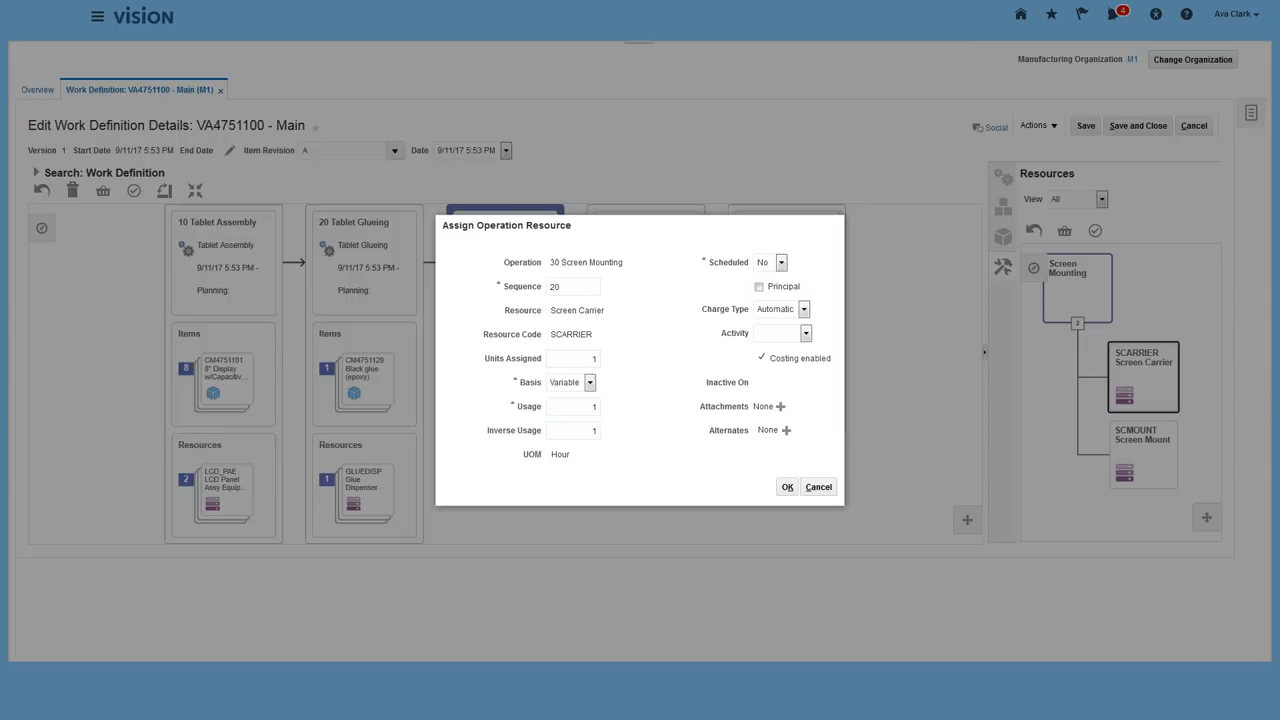 vision
4
Ava Clark
Manufacturing Organization M1 Change Organization
Overview
Work Definition: VA4751100 - Main (M1) x
Edit Work Definition Details: VA4751100 - Main
Social
Actions
Save
Save and Close
Cancel
Version 1 Start Date 9/11/17 5:53 PM End Date Item Revision A Date 9/11/17 5:53 PM
Search: Work Definition
10 Tablet Assembly
Tablet Assembly
9/11/17 5:53 PM -
Planning:
Items
8
CM4751101
8" Display
w/Capacitiv...
Resources
2
LCD_PAE
LCD Panel
Assy Equip...
20 Tablet Glueing
Tablet Glueing
9/11/17 5:53 PM -
Planning:
Items
1
CM4751120
Black glue
(epoxy)
Resources
1
GLUEDISP
Glue
Dispenser
Assign Operation Resource
Operation 30 Screen Mounting
* Sequence 20
Resource Screen Carrier
Resource Code SCARRIER
Units Assigned 1
* Basis Variable
* Usage 1
Inverse Usage 1
UOM Hour
* Scheduled No
Principal
Charge Type Automatic
Activity
Costing enabled
Inactive On
Attachments None
Alternates None
OK
Cancel
Resources
View All
Screen
Mounting
2
SCARRIER
Screen Carrier
SCMOUNT
Screen Mount